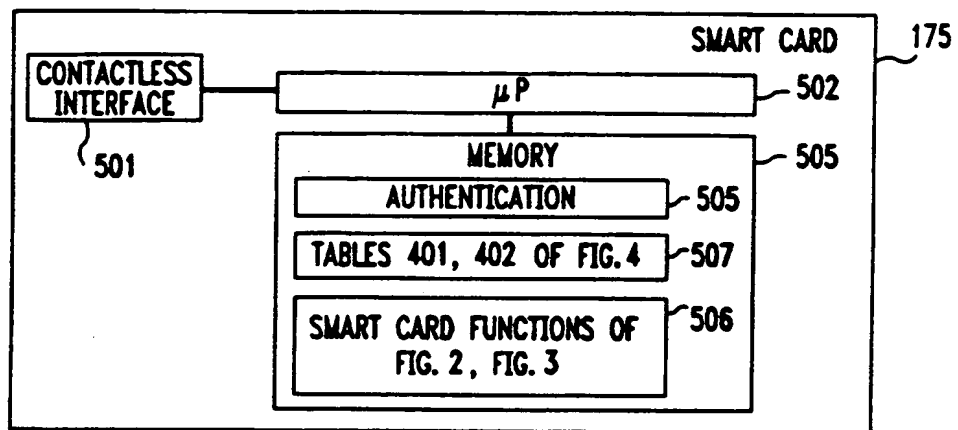 SMART CARD
175
CONTACTLESS
INTERFACE
501
μP
502
MEMORY
505
AUTHENTICATION
505
TABLES 401, 402 OF FIG. 4
507
SMART CARD FUNCTIONS OF
FIG. 2, FIG. 3
506